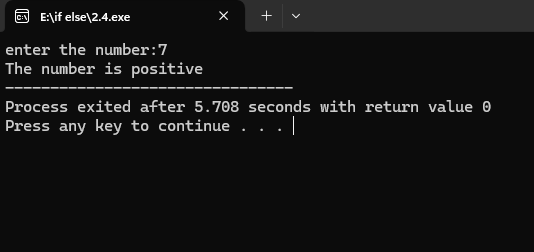 E:\if else\2.4.exe
enter the number:7
The number is positive
--------------------------------
Process exited after 5.708 seconds with return value 0
Press any key to continue . . .